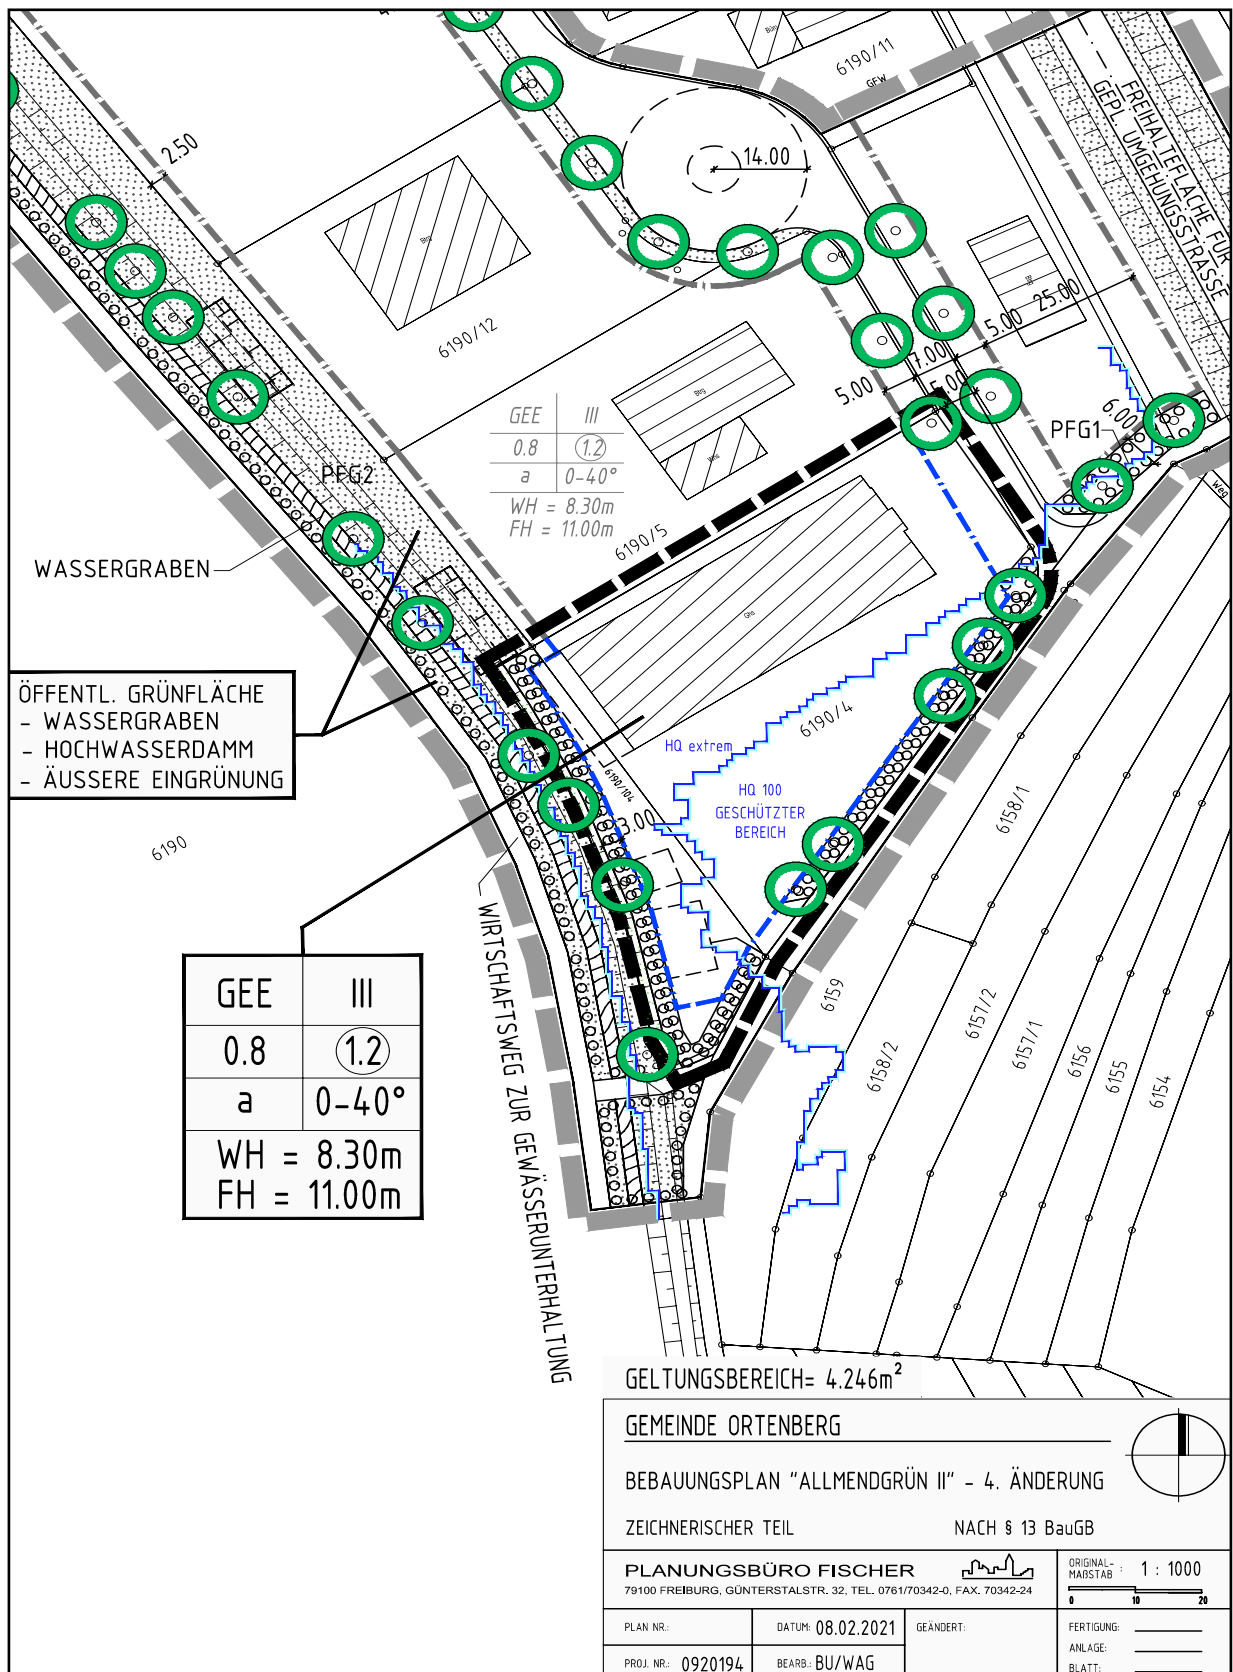 6190/11
GFW
FREIHALTEFLÄCHE FÜR
GEPL. UMGEHUNGSSTRASSE
2.50
14.00
Btrg
6190/12
5.00
25.00
7.00
5.00
5.00
6.00
PFG1
Weg
GEE III
0.8 1.2
a 0-40°
WH = 8.30m
FH = 11.00m
Btrg
Whs
6190/5
PFG2
WASSERGRABEN
Ghs
ÖFFENTL. GRÜNFLÄCHE
- WASSERGRABEN
- HOCHWASSERDAMM
- ÄUSSERE EINGRÜNUNG
6190/4
HQ extrem
HQ 100
GESCHÜTZTER
BEREICH
6190/104
3.00
6190
WIRTSCHAFTSWEG ZUR GEWÄSSERUNTERHALTUNG
6158/1
6159
6158/2
6157/2
6157/1
6156
6155
6154
GEE III
0.8 1.2
a 0-40°
WH = 8.30m
FH = 11.00m
GELTUNGSBEREICH= 4.246m²
GEMEINDE ORTENBERG
BEBAUUNGSPLAN "ALLMENDGRÜN II" - 4. ÄNDERUNG
ZEICHNERISCHER TEIL NACH § 13 BauGB
PLANUNGSBÜRO FISCHER
79100 FREIBURG, GÜNTERSTALSTR. 32, TEL. 0761/70342-0, FAX. 70342-24
ORIGINAL-
MAßSTAB : 1 : 1000
0 10 20
PLAN NR.: DATUM: 08.02.2021 GEÄNDERT:
FERTIGUNG:
ANLAGE:
PROJ. NR.: 0920194 BEARB.: BU/WAG
BLATT: